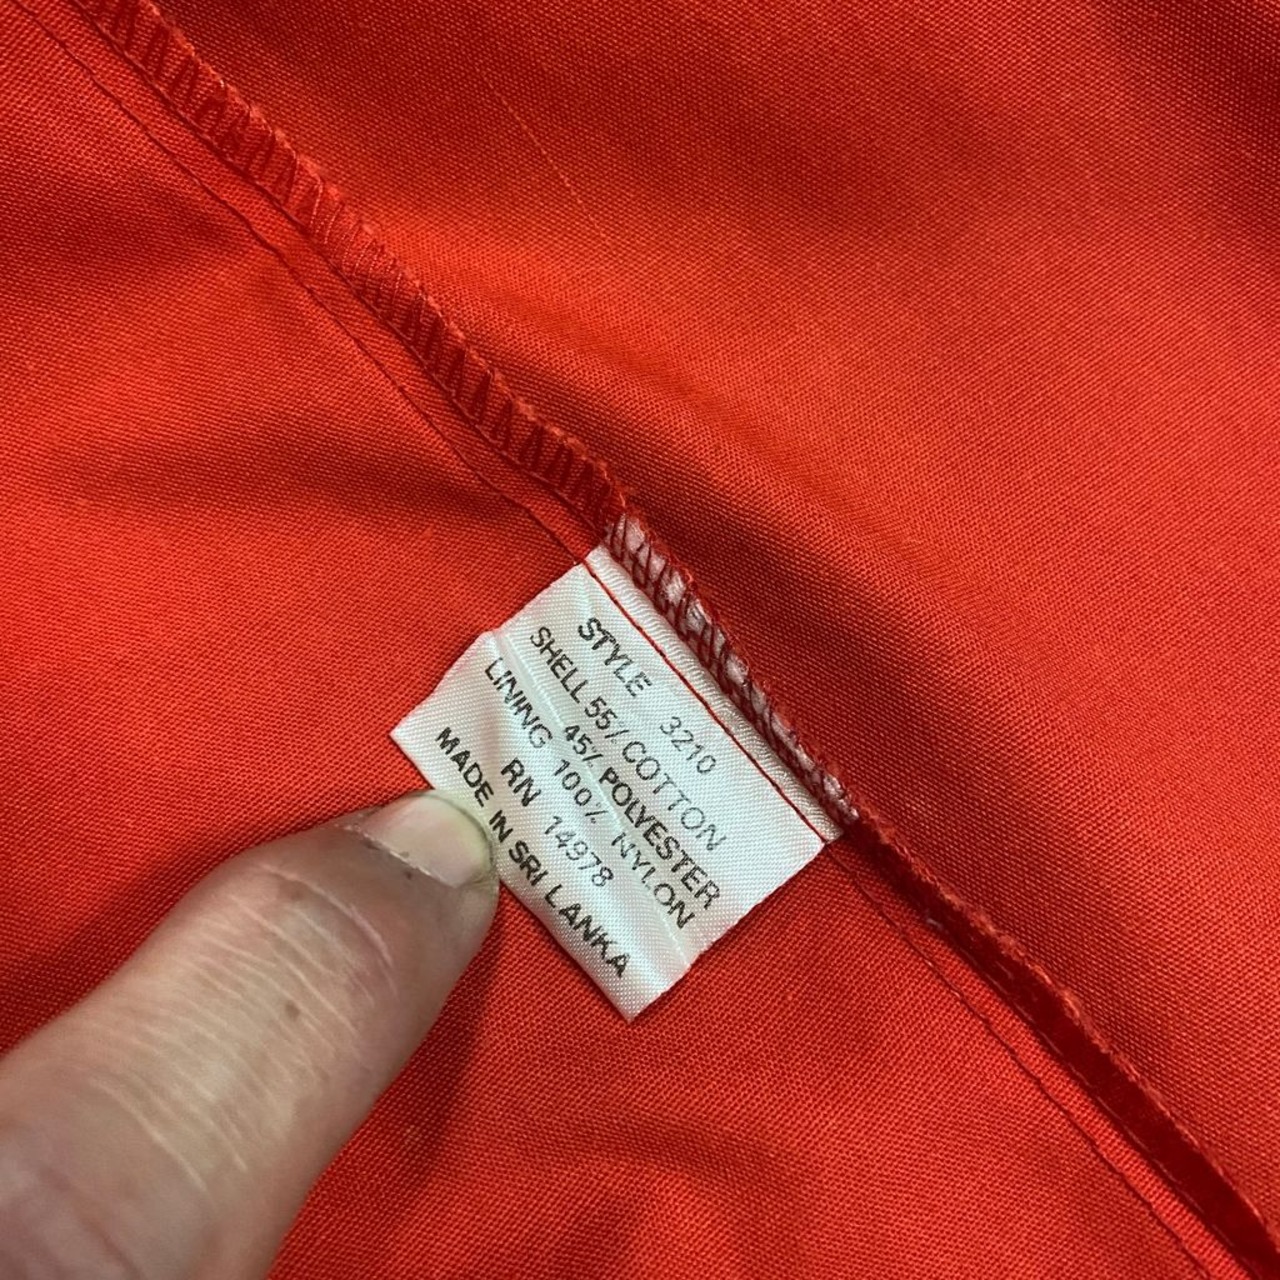 STYLE 3210
SHELL 55% COTTON
45% POLYESTER
LINING 100% NYLON
RN 14978
MADE IN SRI LANKA